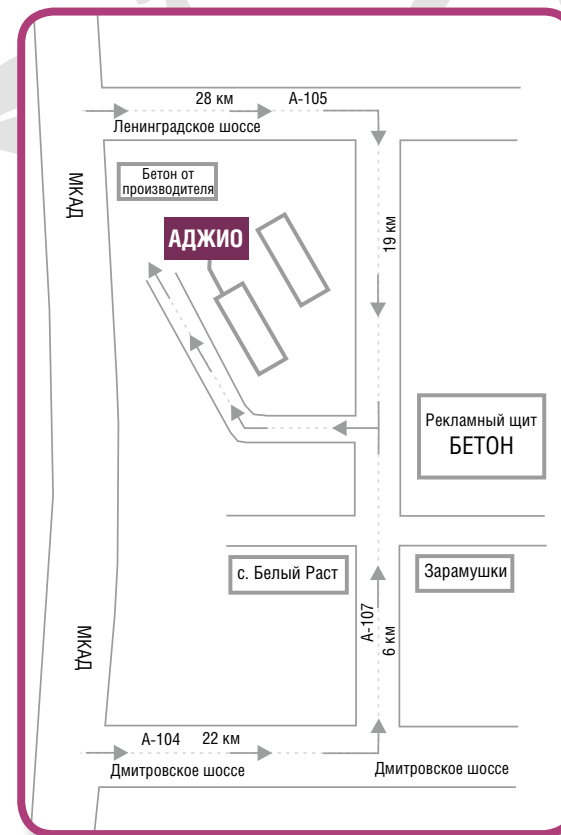 28 км
А-105
Ленинградское шоссе
МКАД
Бетон от
производителя
АДЖИО
19 км
Рекламный щит
БЕТОН
с. Белый Раст
Зарамушки
А-107
6 км
МКАД
А-104
22 км
Дмитровское шоссе
Дмитровское шоссе